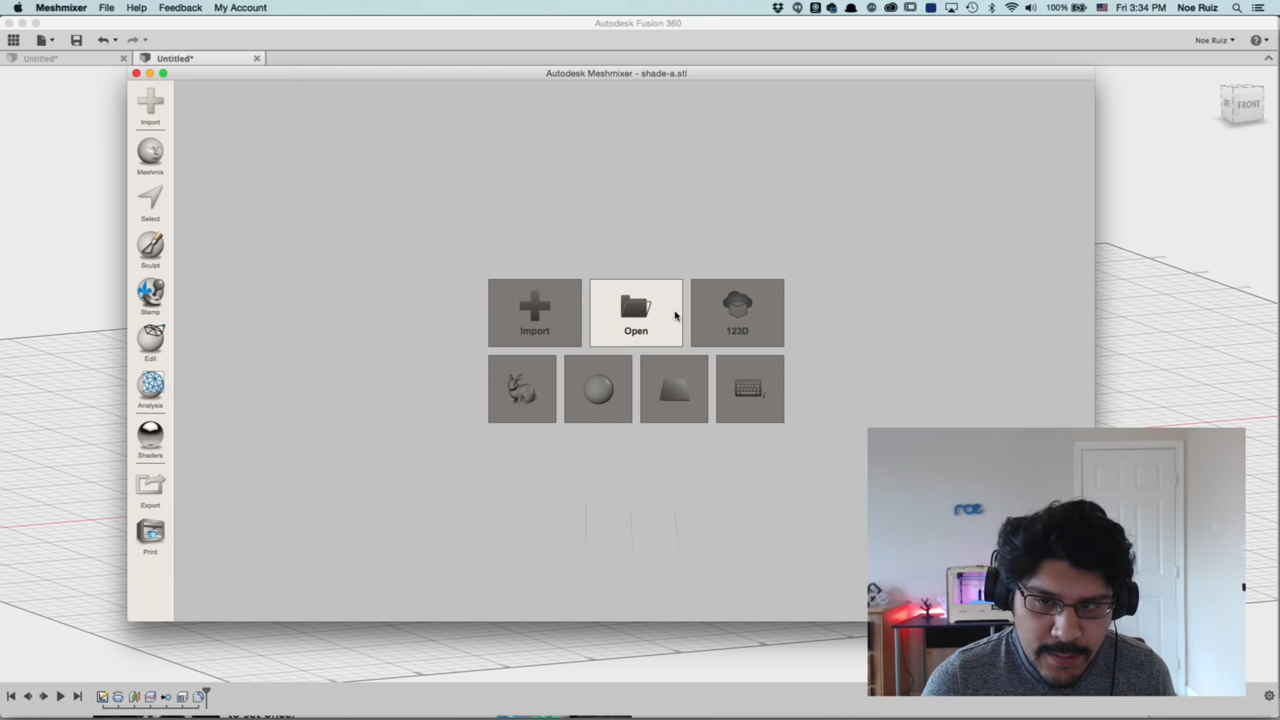 Meshmixer File Help Feedback My Account
100% Fri 3:34 PM Noe Ruiz
Autodesk Fusion 360
Noe Ruiz
Untitled* Untitled*
Autodesk Meshmixer - shade-a.stl
FRONT
Import
Meshmix
Select
Sculpt
Stamp
Edit
Analysis
Shaders
Export
Print
Import Open 123D
noe